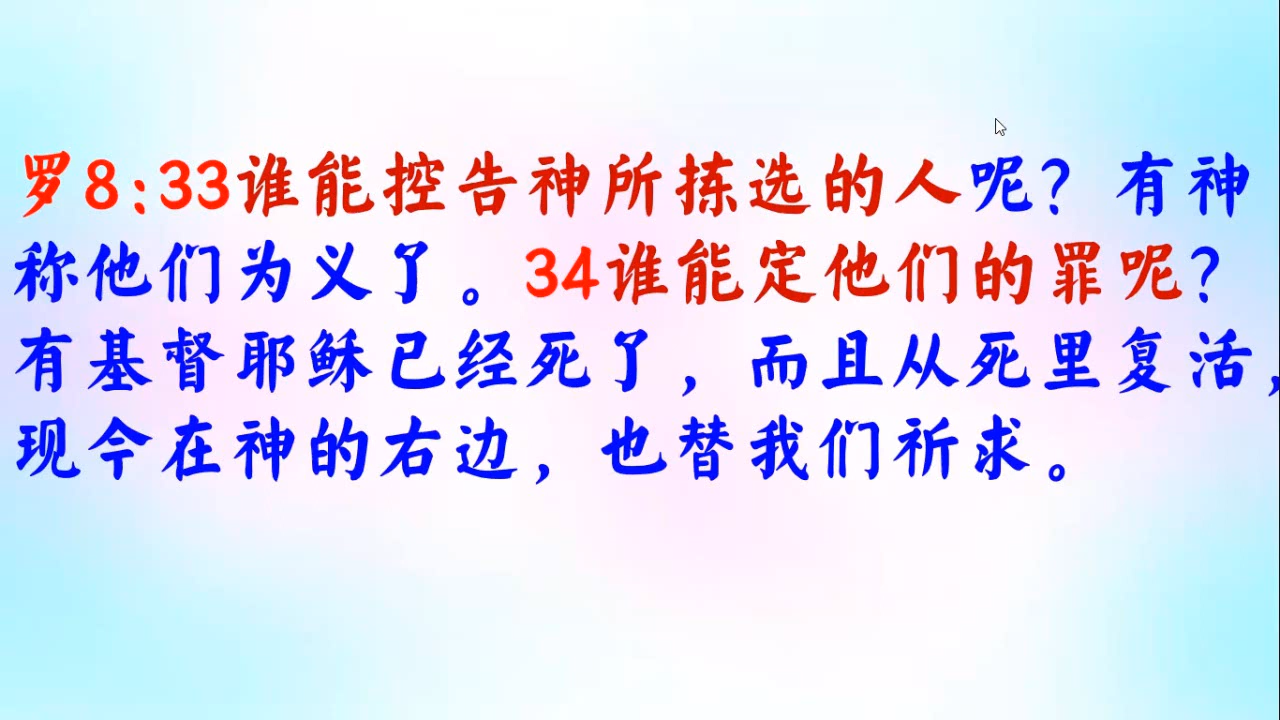 罗8:33谁能控告神所拣选的人呢？有神
称他们为义了。34谁能定他们的罪呢？
有基督耶稣已经死了，而且从死里复活，
现今在神的右边，也替我们祈求。